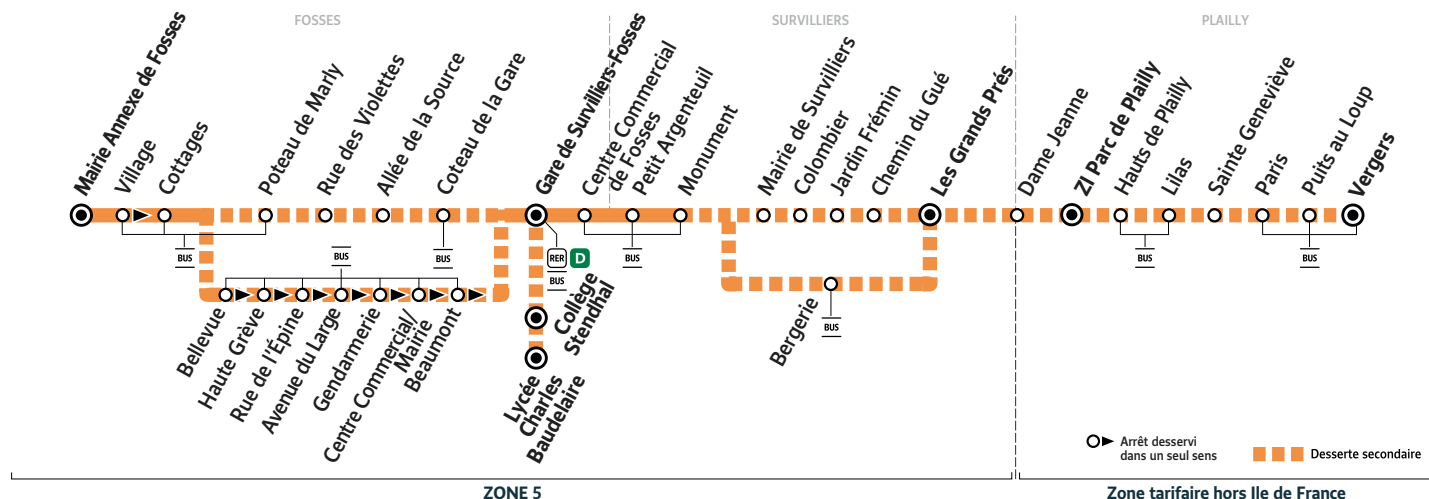 FOSSES
SURVILLIERS
PLAILLY
Mairie Annexe de Fosses
Village
Cottages
Poteau de Marly
Rue des Violettes
Allée de la Source
Coteau de la Gare
Gare de Survilliers-Fosses
Centre Commercial
de Fosses
Petit Argenteuil
Monument
Mairie de Survilliers
Colombier
Jardin Frémin
Chemin du Gué
Les Grands Prés
Dame Jeanne
ZI Parc de Plailly
Hauts de Plailly
Lilas
Sainte Geneviève
Paris
Puits au Loup
Vergers
BUS
BUS
BUS
RER D
BUS
BUS
BUS
BUS
BUS
Bellevue
Haute Grève
Rue de l'Épine
Avenue du Large
Gendarmerie
Centre Commercial/
Mairie
Beaumont
Collège
Stendhal
Lycée
Charles
Baudelaire
Bergerie
Arrêt desservi
dans un seul sens
Desserte secondaire
ZONE 5
Zone tarifaire hors Ile de France